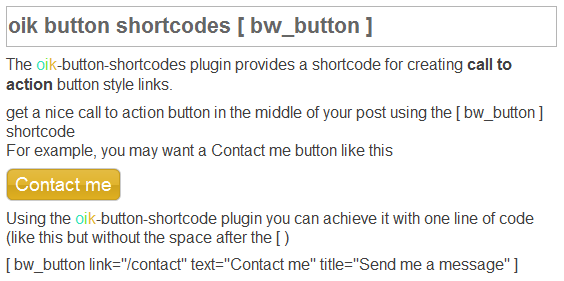 oik button shortcodes [ bw_button ]
The oik-button-shortcodes plugin provides a shortcode for creating call to
action button style links.
get a nice call to action button in the middle of your post using the [ bw_button ]
shortcode
For example, you may want a Contact me button like this
Contact me
Using the oik-button-shortcode plugin you can achieve it with one line of code
(like this but without the space after the [ )
[ bw_button link="/contact" text="Contact me" title="Send me a message" ]